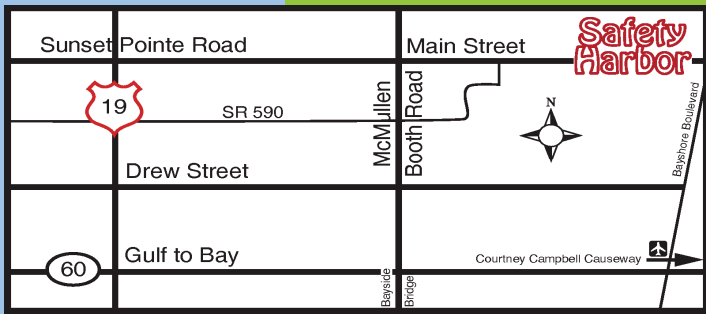 Safety
Harbor
Sunset Pointe Road
Main Street
19
SR 590
McMullen
Booth Road
N
Bayshore Boulevard
Drew Street
60
Gulf to Bay
Courtney Campbell Causeway
Bayside
Bridge